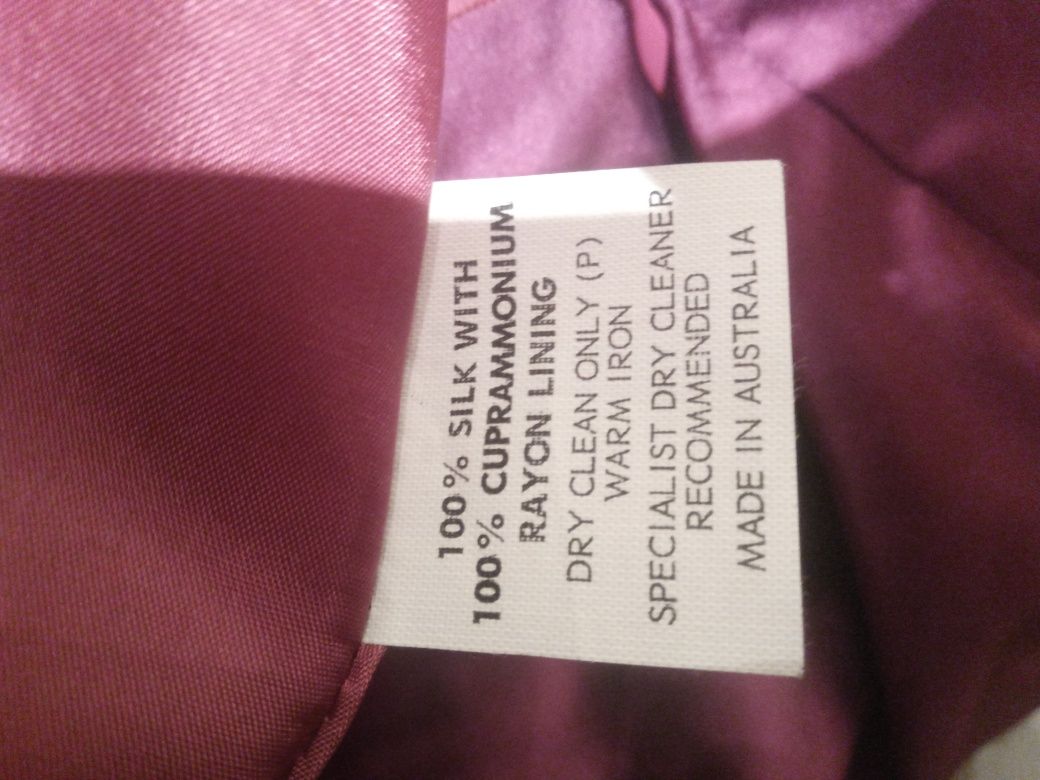 100% SILK WITH
100% CUPRAMMONIUM
RAYON LINING
DRY CLEAN ONLY (P)
WARM IRON
SPECIALIST DRY CLEANER
RECOMMENDED
MADE IN AUSTRALIA